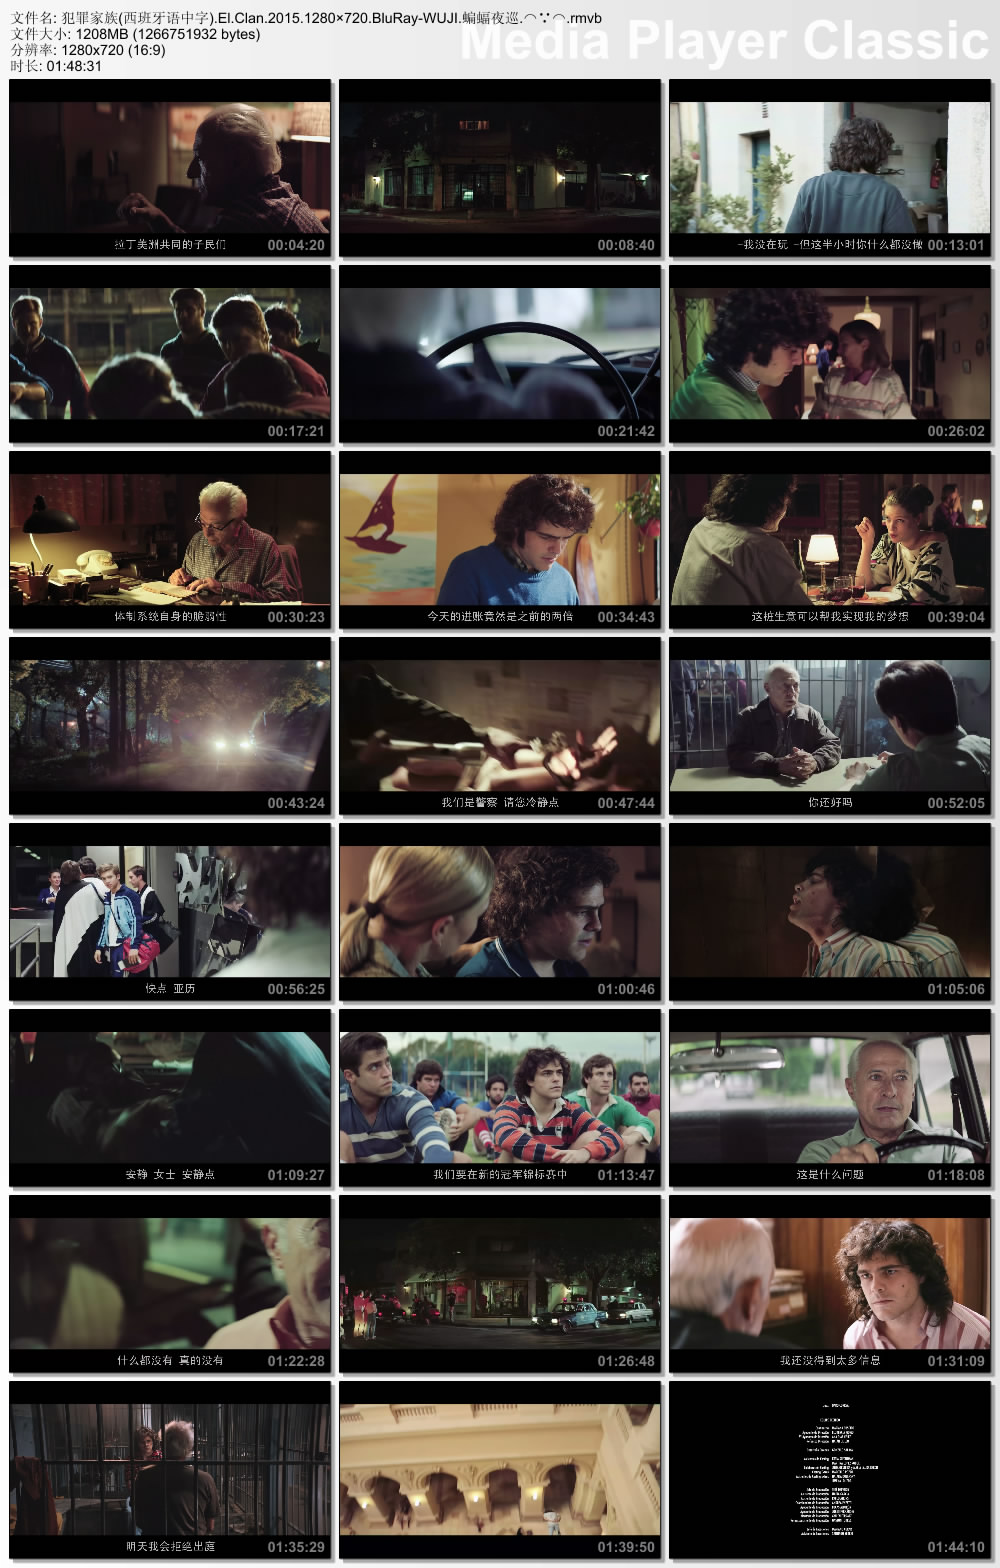 文件名: 犯罪家族(西班牙语中字).El.Clan.2015.1280×720.BluRay-WUJI.蝙蝠夜巡.◠∵◠.rmvb
文件大小: 1208MB (1266751932 bytes)
分辨率: 1280x720 (16:9)
时长: 01:48:31
Media Player Classic
拉丁美洲共同的子民们
00:04:20
00:08:40
-我没在玩 -但这半小时你什么都没做
00:13:01
00:17:21
00:21:42
00:26:02
体制系统自身的脆弱性
00:30:23
今天的进账竟然是之前的两倍
00:34:43
这桩生意可以帮我实现我的梦想
00:39:04
00:43:24
我们是警察 请您冷静点
00:47:44
你还好吗
00:52:05
快点 亚历
00:56:25
01:00:46
01:05:06
安静 女士 安静点
01:09:27
我们要在新的冠军锦标赛中
01:13:47
这是什么问题
01:18:08
什么都没有 真的没有
01:22:28
01:26:48
我还没得到太多信息
01:31:09
明天我会拒绝出庭
01:35:29
01:39:50
01:44:10